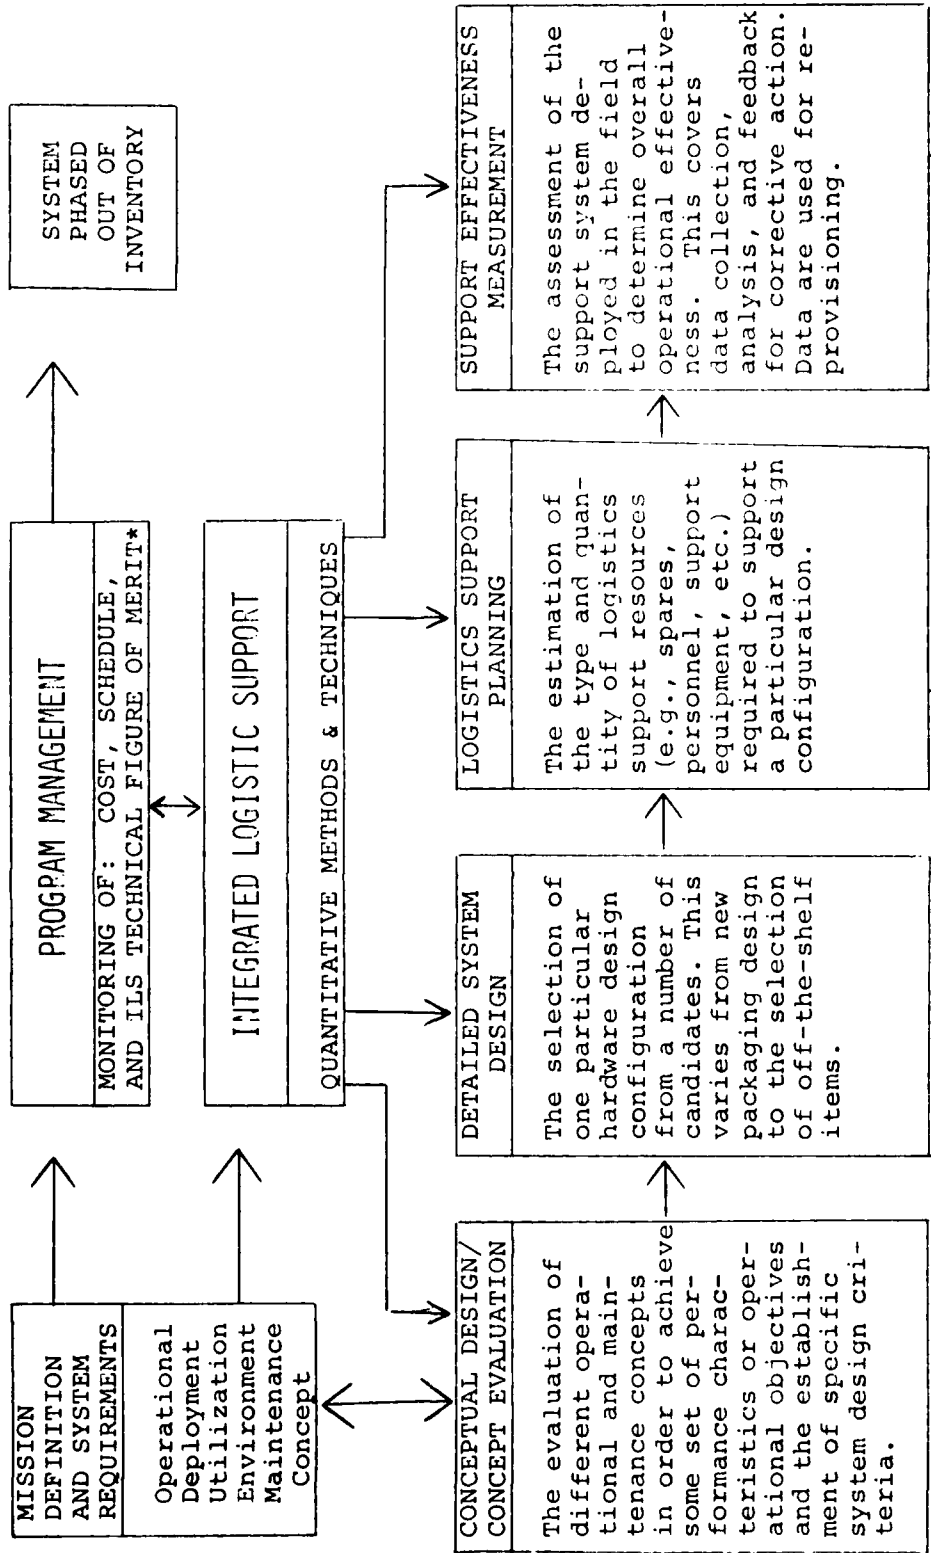 MISSION
DEFINITION
AND SYSTEM
REQUIREMENTS
Operational
Deployment
Utilization
Environment
Maintenance
Concept
PROGRAM MANAGEMENT
MONITORING OF: COST, SCHEDULE,
AND ILS TECHNICAL FIGURE OF MERIT*
SYSTEM
PHASED
OUT OF
INVENTORY
INTEGRATED LOGISTIC SUPPORT
QUANTITATIVE METHODS & TECHNIQUES
CONCEPTUAL DESIGN/
CONCEPT EVALUATION
The evaluation of
different opera-
tional and main-
tenance concepts
in order to achieve
some set of per-
formance charac-
teristics or oper-
ational objectives
and the establish-
ment of specific
system design cri-
teria.
DETAILED SYSTEM
DESIGN
The selection of
one particular
hardware design
configuration
from a number of
candidates. This
varies from new
packaging design
to the selection
of off-the-shelf
items.
LOGISTICS SUPPORT
PLANNING
The estimation of
the type and quan-
tity of logistics
support resources
(e.g., spares,
personnel, support
equipment, etc.)
required to support
a particular design
configuration.
SUPPORT EFFECTIVENESS
MEASUREMENT
The assessment of the
support system de-
ployed in the field
to determine overall
operational effective-
ness. This covers
data collection,
analysis, and feedback
for corrective action.
Data are used for re-
provisioning.